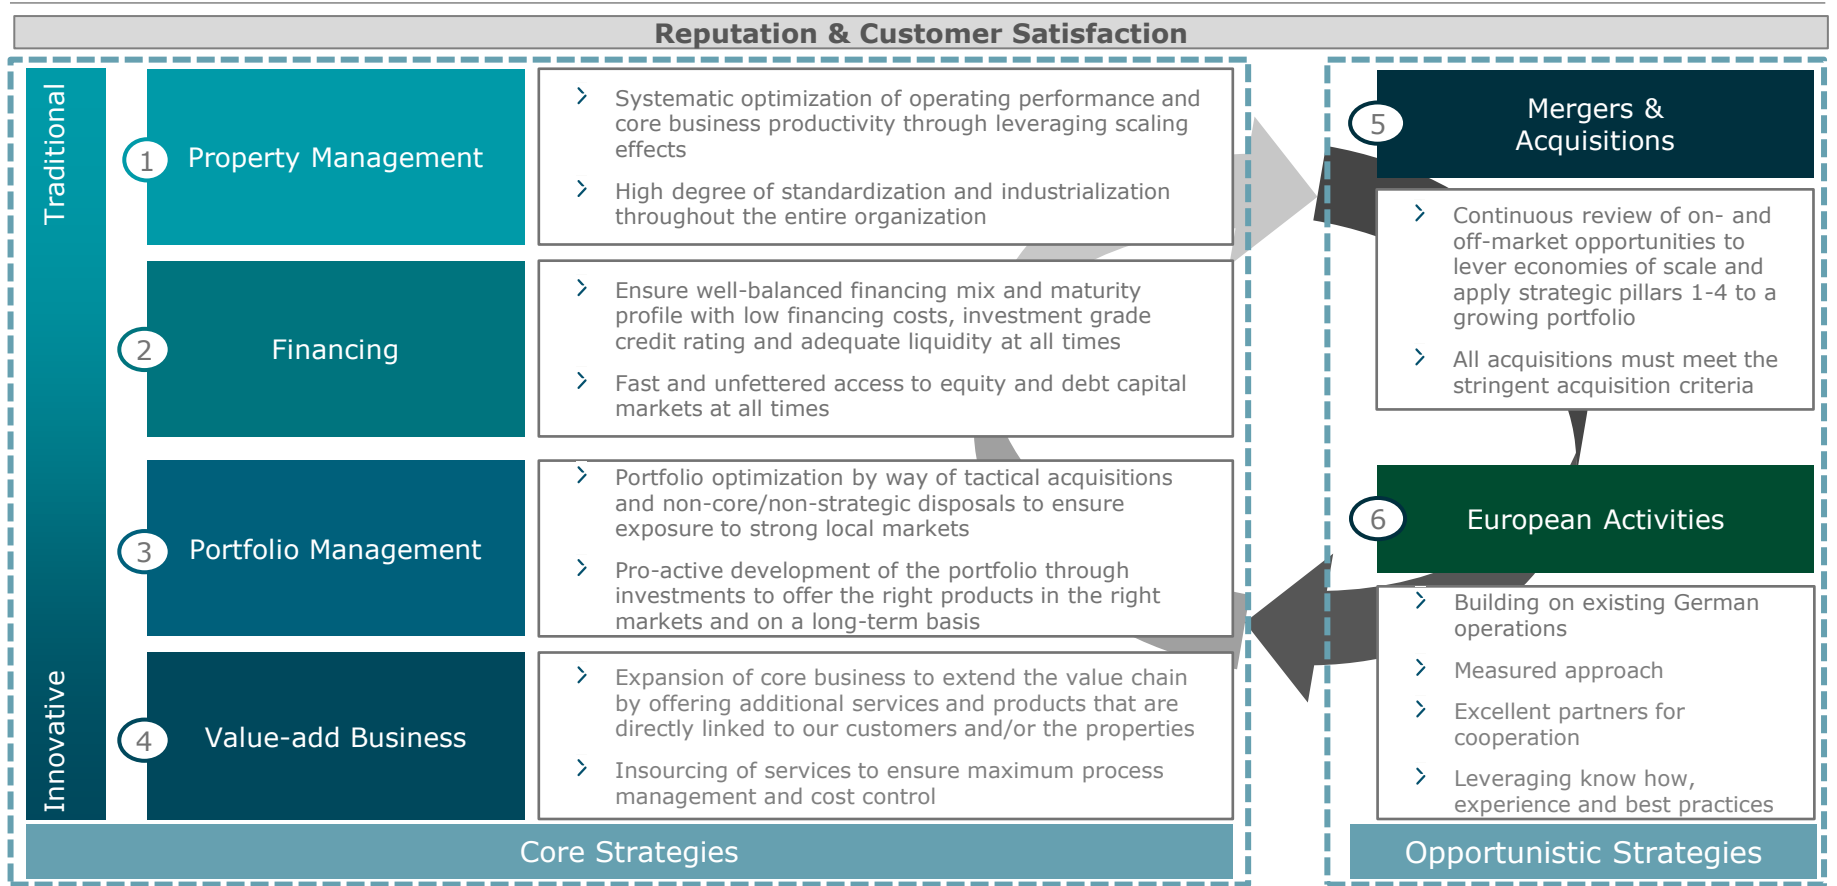 Reputation & Customer Satisfaction
Traditional
Innovative
1
Property Management
Systematic optimization of operating performance and
core business productivity through leveraging scaling
effects
High degree of standardization and industrialization
throughout the entire organization
2
Financing
Ensure well-balanced financing mix and maturity
profile with low financing costs, investment grade
credit rating and adequate liquidity at all times
Fast and unfettered access to equity and debt capital
markets at all times
3
Portfolio Management
Portfolio optimization by way of tactical acquisitions
and non-core/non-strategic disposals to ensure
exposure to strong local markets
Pro-active development of the portfolio through
investments to offer the right products in the right
markets and on a long-term basis
4
Value-add Business
Expansion of core business to extend the value chain
by offering additional services and products that are
directly linked to our customers and/or the properties
Insourcing of services to ensure maximum process
management and cost control
Core Strategies
5
Mergers &
Acquisitions
Continuous review of on- and
off-market opportunities to
lever economies of scale and
apply strategic pillars 1-4 to a
growing portfolio
All acquisitions must meet the
stringent acquisition criteria
6
European Activities
Building on existing German
operations
Measured approach
Excellent partners for
cooperation
Leveraging know how,
experience and best practices
Opportunistic Strategies